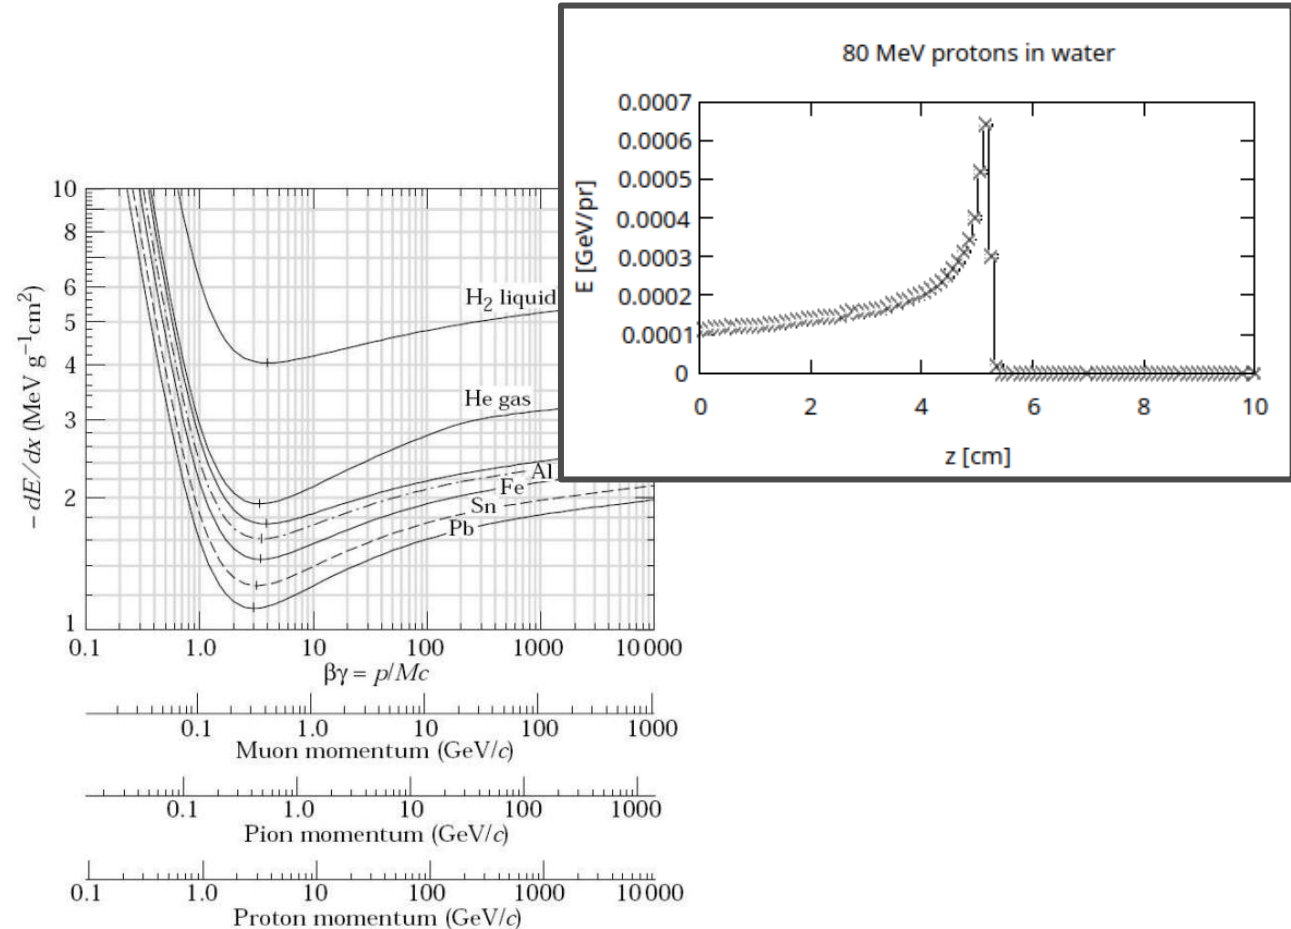 80 MeV protons in water
0.0007
0.0006
0.0005
0.0004
0.0003
0.0002
0.0001
0
E [GeV/pr]
0 2 4 6 8 10
z [cm]
10
8
6
5
4
3
2
1
− dE/dx (MeV g⁻¹cm²)
H₂ liquid
He gas
Al
Fe
Sn
Pb
0.1 1.0 10 100 1000 10 000
βγ = p/Mc
0.1 1.0 10 100 1000
Muon momentum (GeV/c)
0.1 1.0 10 100 1000
Pion momentum (GeV/c)
0.1 1.0 10 100 1000 10 000
Proton momentum (GeV/c)